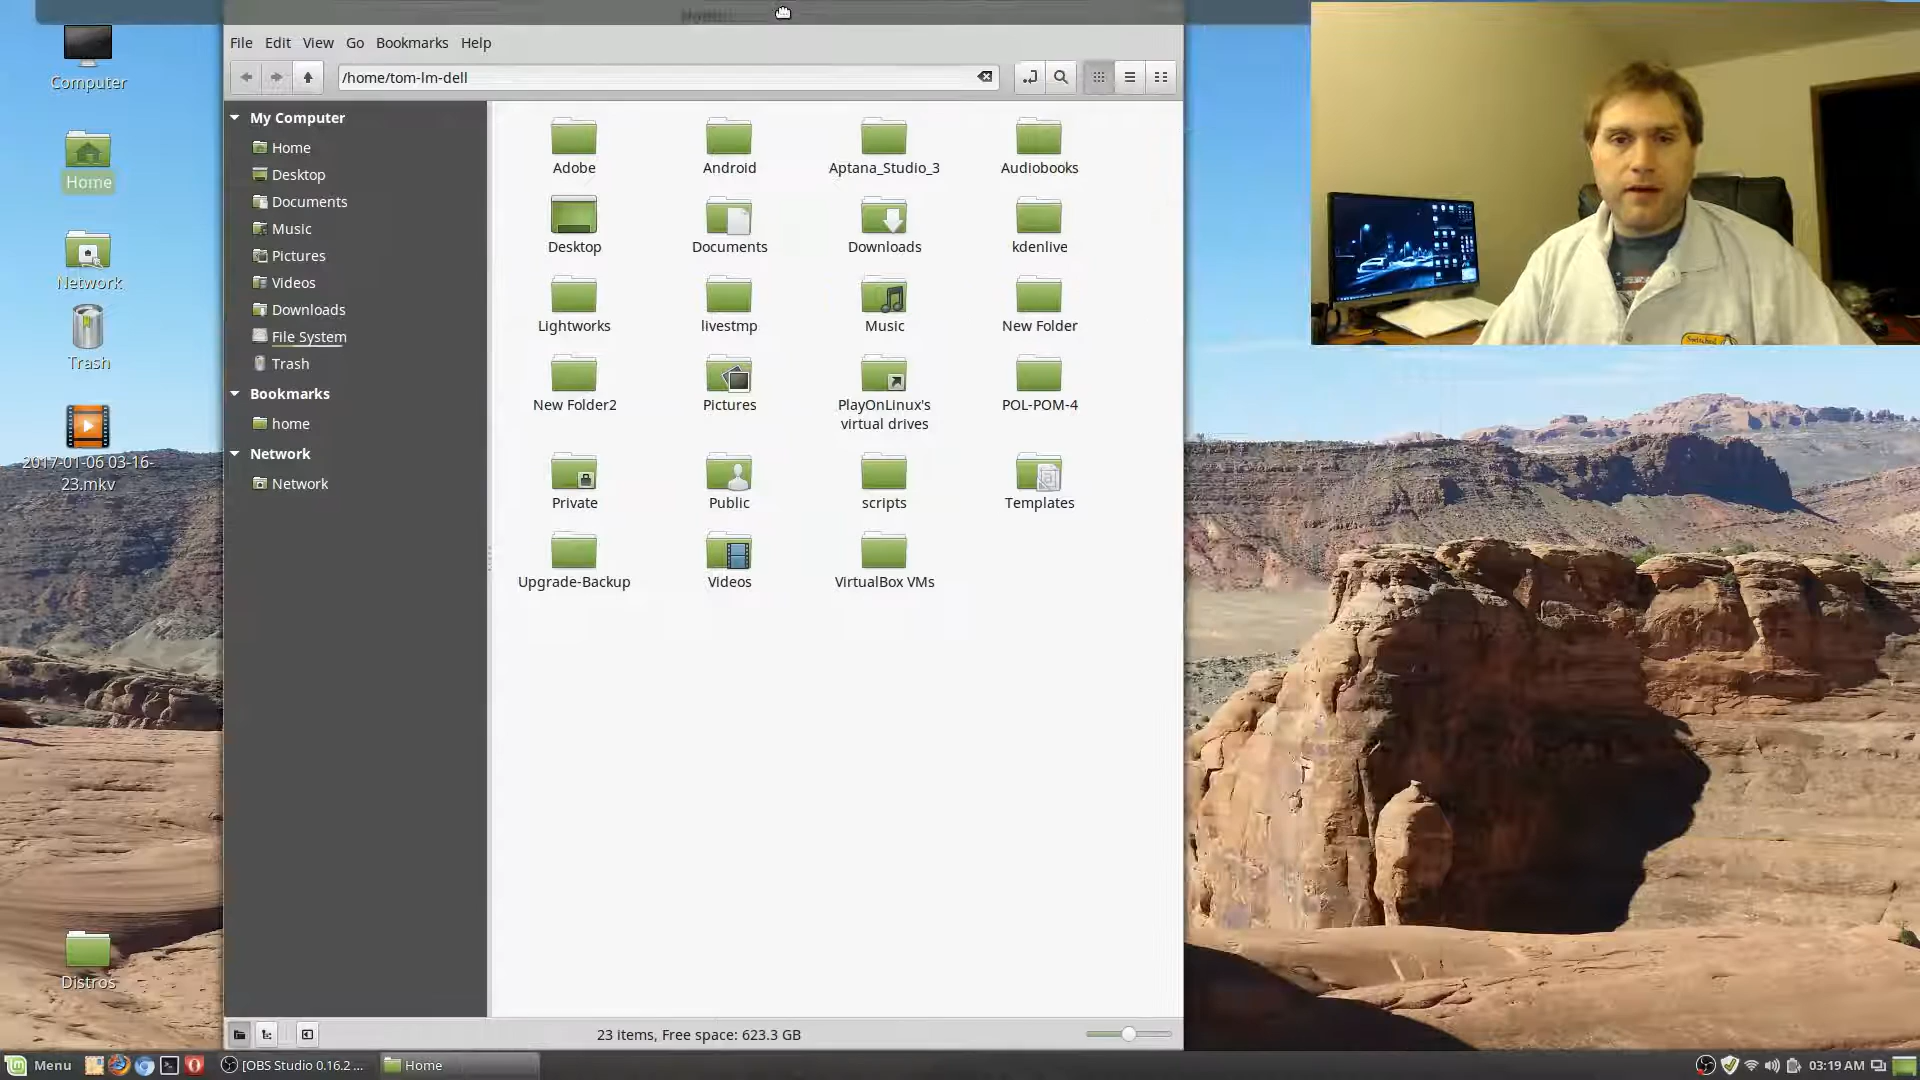 File Edit View Go Bookmarks Help
/home/tom-lm-dell
Computer
Home
Network
Trash
2017-01-06 03-16-
23.mkv
Distros
My Computer
Home
Desktop
Documents
Music
Pictures
Videos
Downloads
File System
Trash
Bookmarks
home
Network
Network
Adobe Android Aptana_Studio_3 Audiobooks
Desktop Documents Downloads kdenlive
Lightworks livestmp Music New Folder
New Folder2 Pictures PlayOnLinux's POL-POM-4
virtual drives
Private Public scripts Templates
Upgrade-Backup Videos VirtualBox VMs
23 items, Free space: 623.3 GB
Menu [OBS Studio 0.16.2 ... Home 03:19 AM